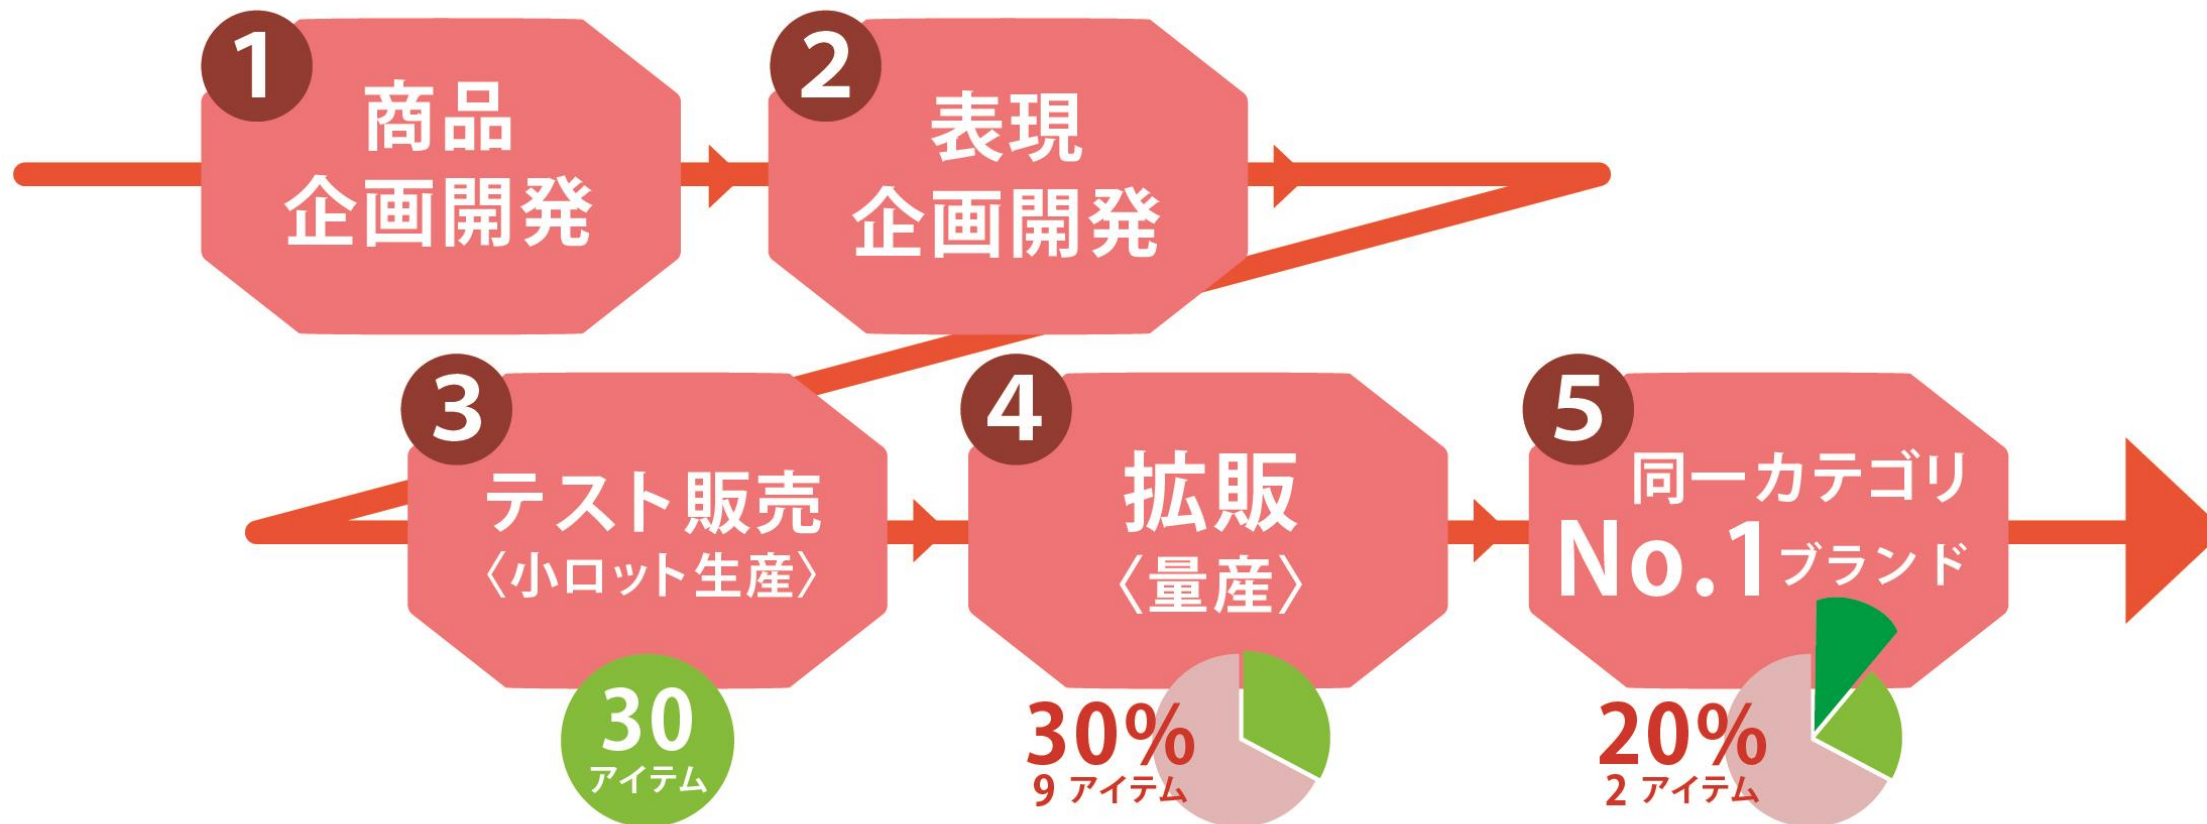 1
商品
企画開発
2
表現
企画開発
3
テスト販売
〈小ロット生産〉
30
アイテム
4
拡販
〈量産〉
30%
9 アイテム
5
同一カテゴリ
No.1ブランド
20%
2 アイテム